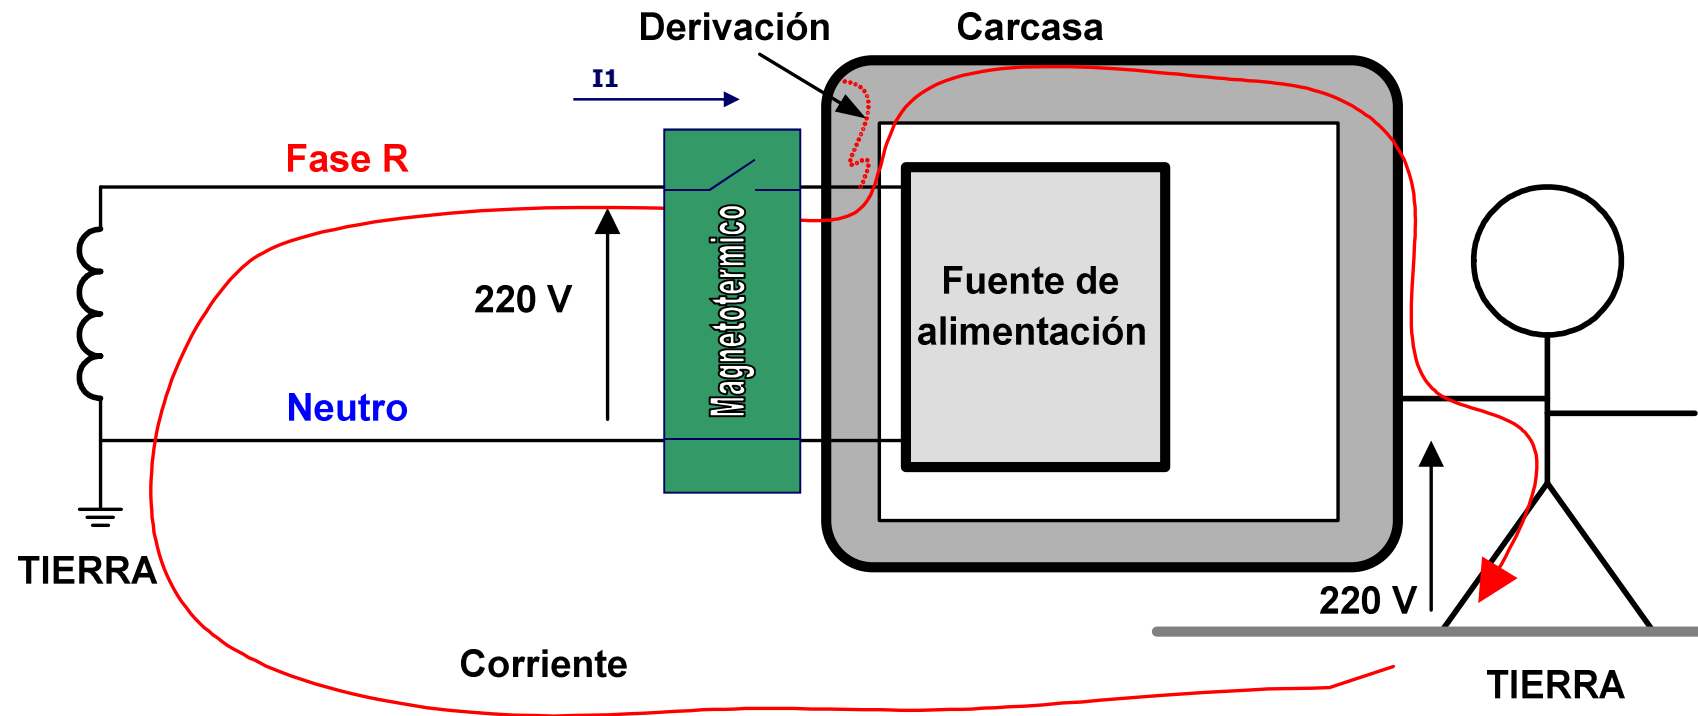 Derivación
Carcasa
I1
Fase R
220 V
Magnetotermico
Fuente de
alimentación
Neutro
TIERRA
220 V
Corriente
TIERRA